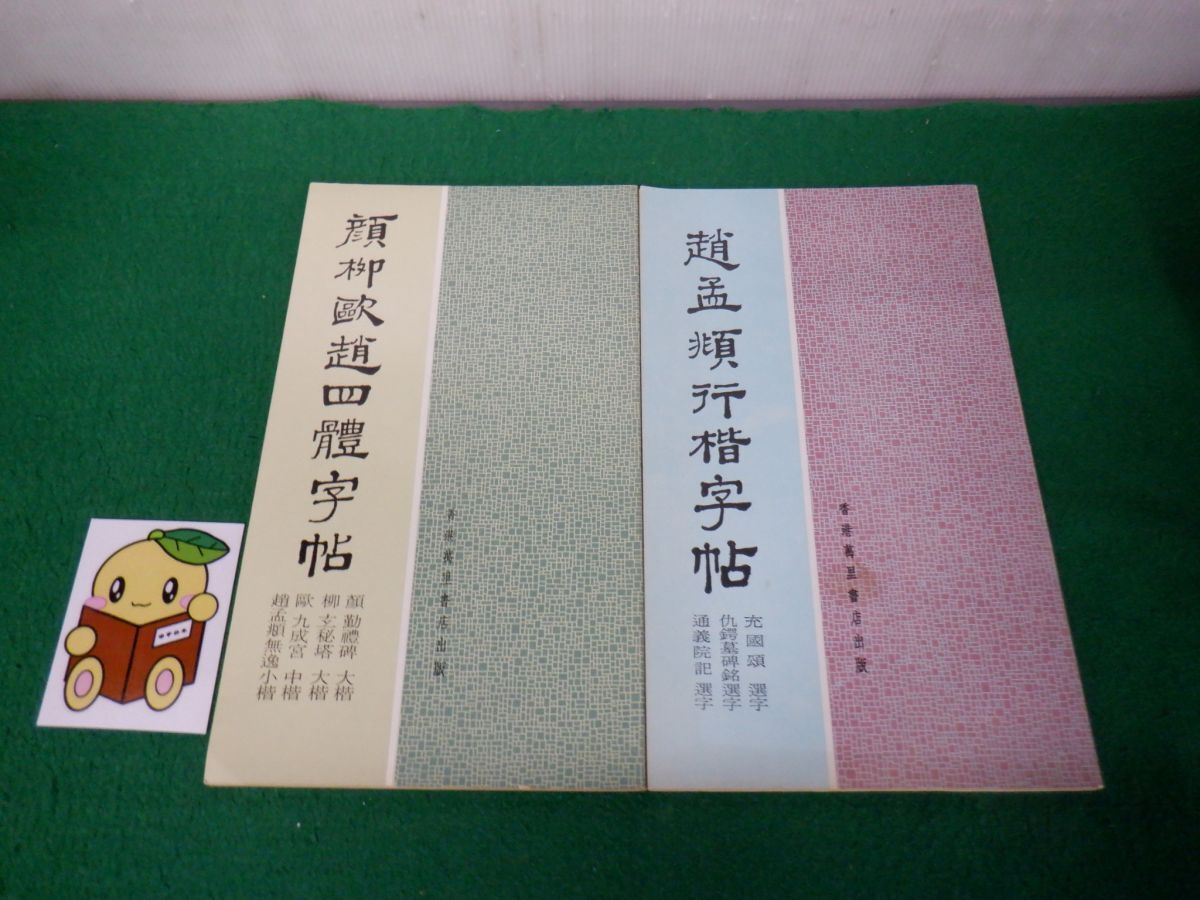 顔柳歐趙四體字帖
顏 勤禮碑 大楷
柳 玄秘塔 大楷
歐 九成宮 中楷
趙孟頫無逸小楷
香港萬里書店出版
趙孟頫行楷字帖
充國頌 選字
仇鍔墓碑銘選字
通義院記 選字
香港萬里書店出版